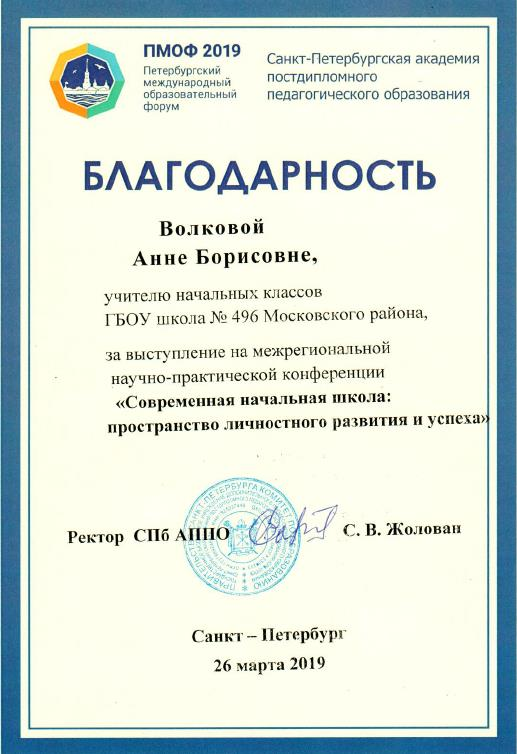 ПМОФ 2019
Петербургский
международный
образовательный
форум
Санкт-Петербургская академия
постдипломного
педагогического образования
БЛАГОДАРНОСТЬ
Волковой
Анне Борисовне,
учителю начальных классов
ГБОУ школа № 496 Московского района,
за выступление на межрегиональной
научно-практической конференции
«Современная начальная школа:
пространство личностного развития и успеха»
Ректор СПб АППО
С. В. Жолован
Санкт – Петербург
26 марта 2019